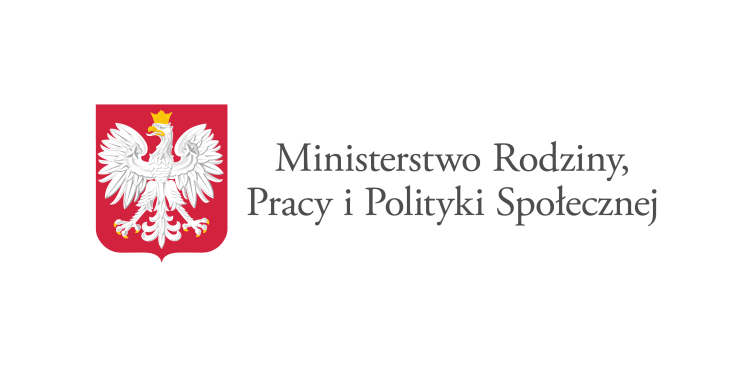 Ministerstwo Rodziny,
Pracy i Polityki Społecznej